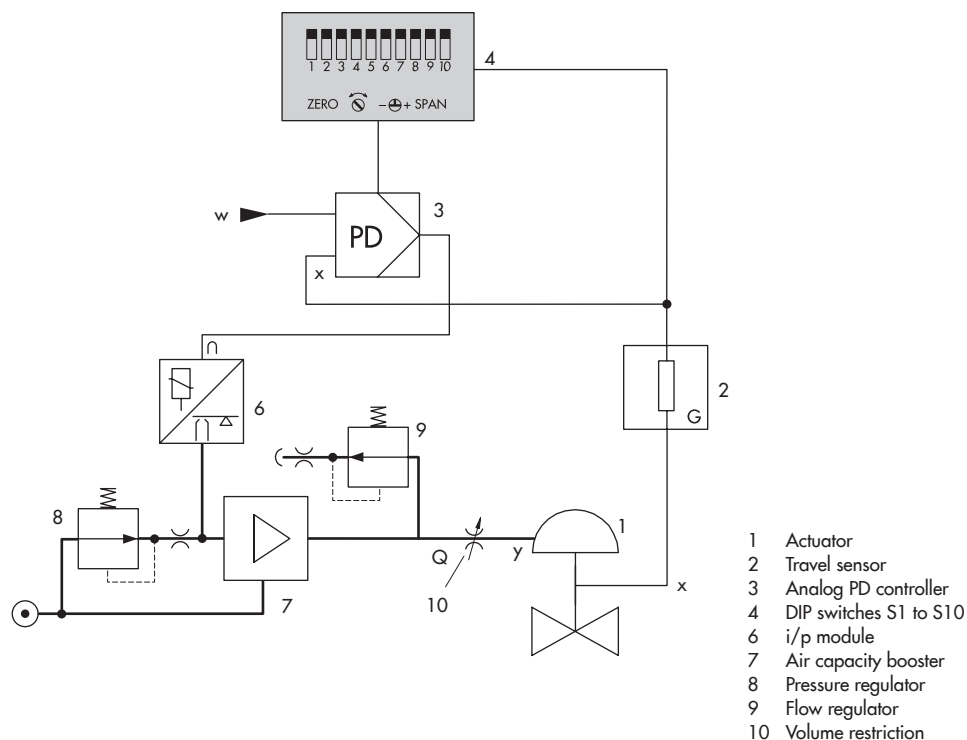 4
1 2 3 4 5 6 7 8 9 10
ZERO - + SPAN
w
3
PD
x
2
G
6
9
8
1
Q
y
x
7
10
1 Actuator
2 Travel sensor
3 Analog PD controller
4 DIP switches S1 to S10
6 i/p module
7 Air capacity booster
8 Pressure regulator
9 Flow regulator
10 Volume restriction